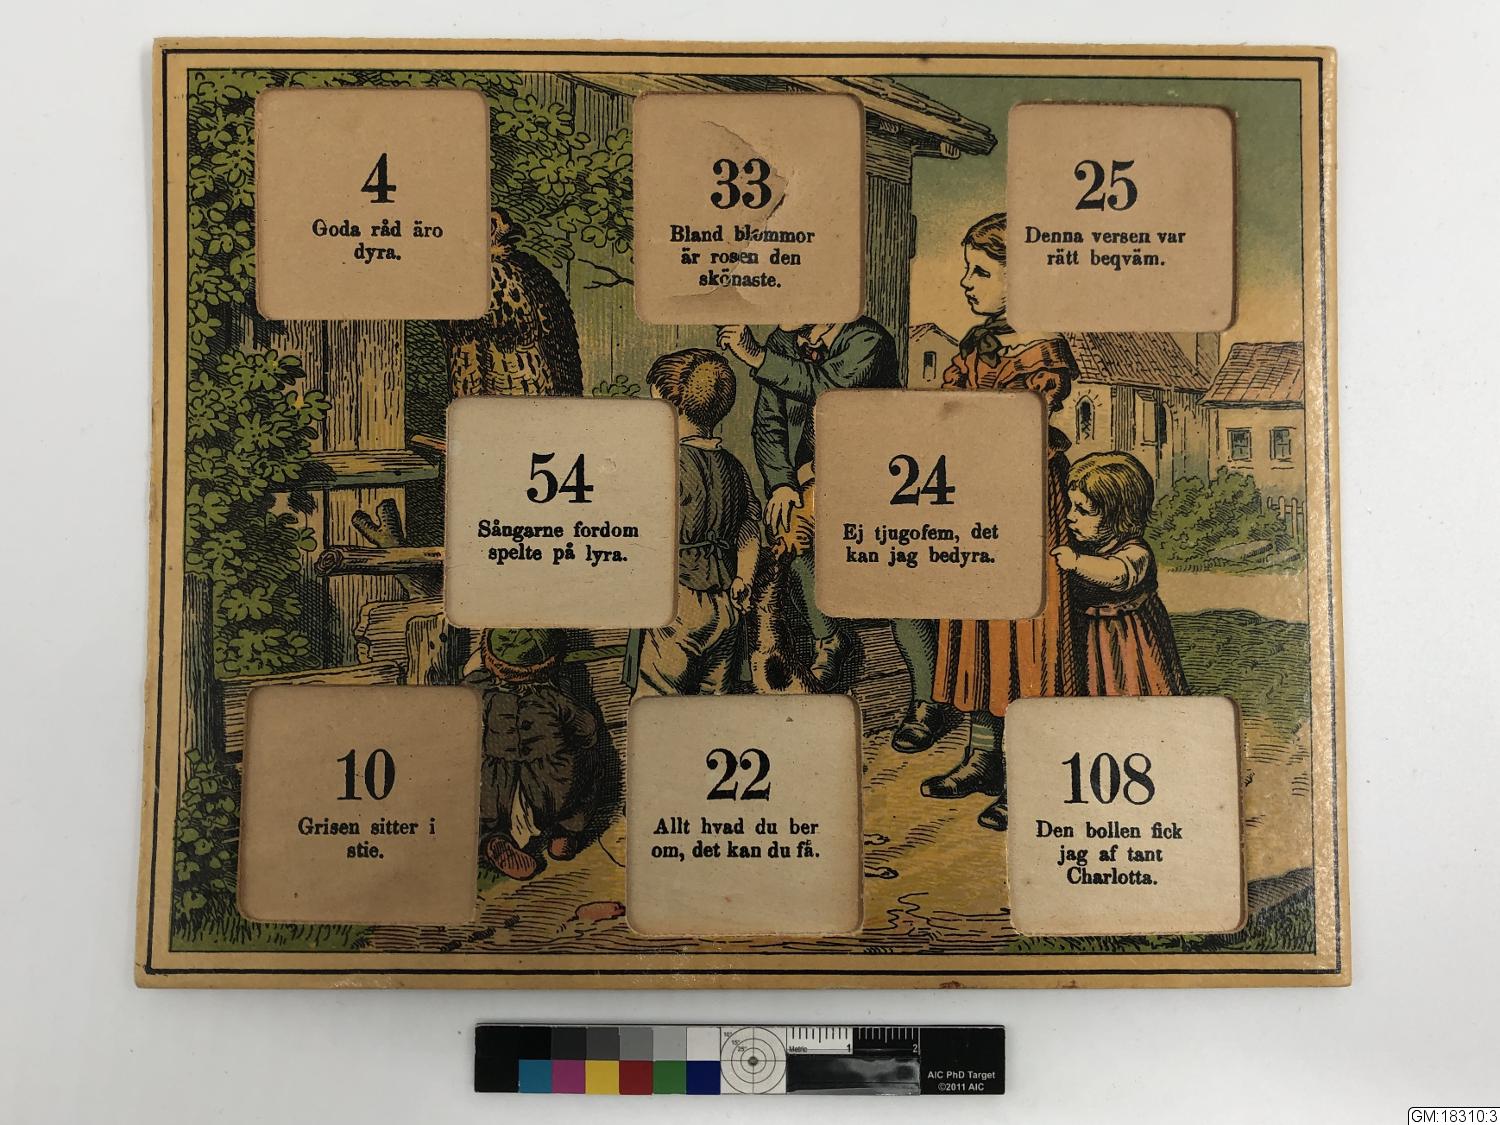 4
Goda råd äro
dyra.
33
Bland blommor
är rosen den
skönaste.
25
Denna versen var
rätt beqväm.
54
Sångarne fordom
spelte på lyra.
24
Ej tjugofem, det
kan jag bedyra.
10
Grisen sitter i
stie.
22
Allt hvad du ber
om, det kan du få.
108
Den bollen fick
jag af tant
Charlotta.
Metric 1 2
AIC PhD Target
©2011 AIC
GM:18310:3